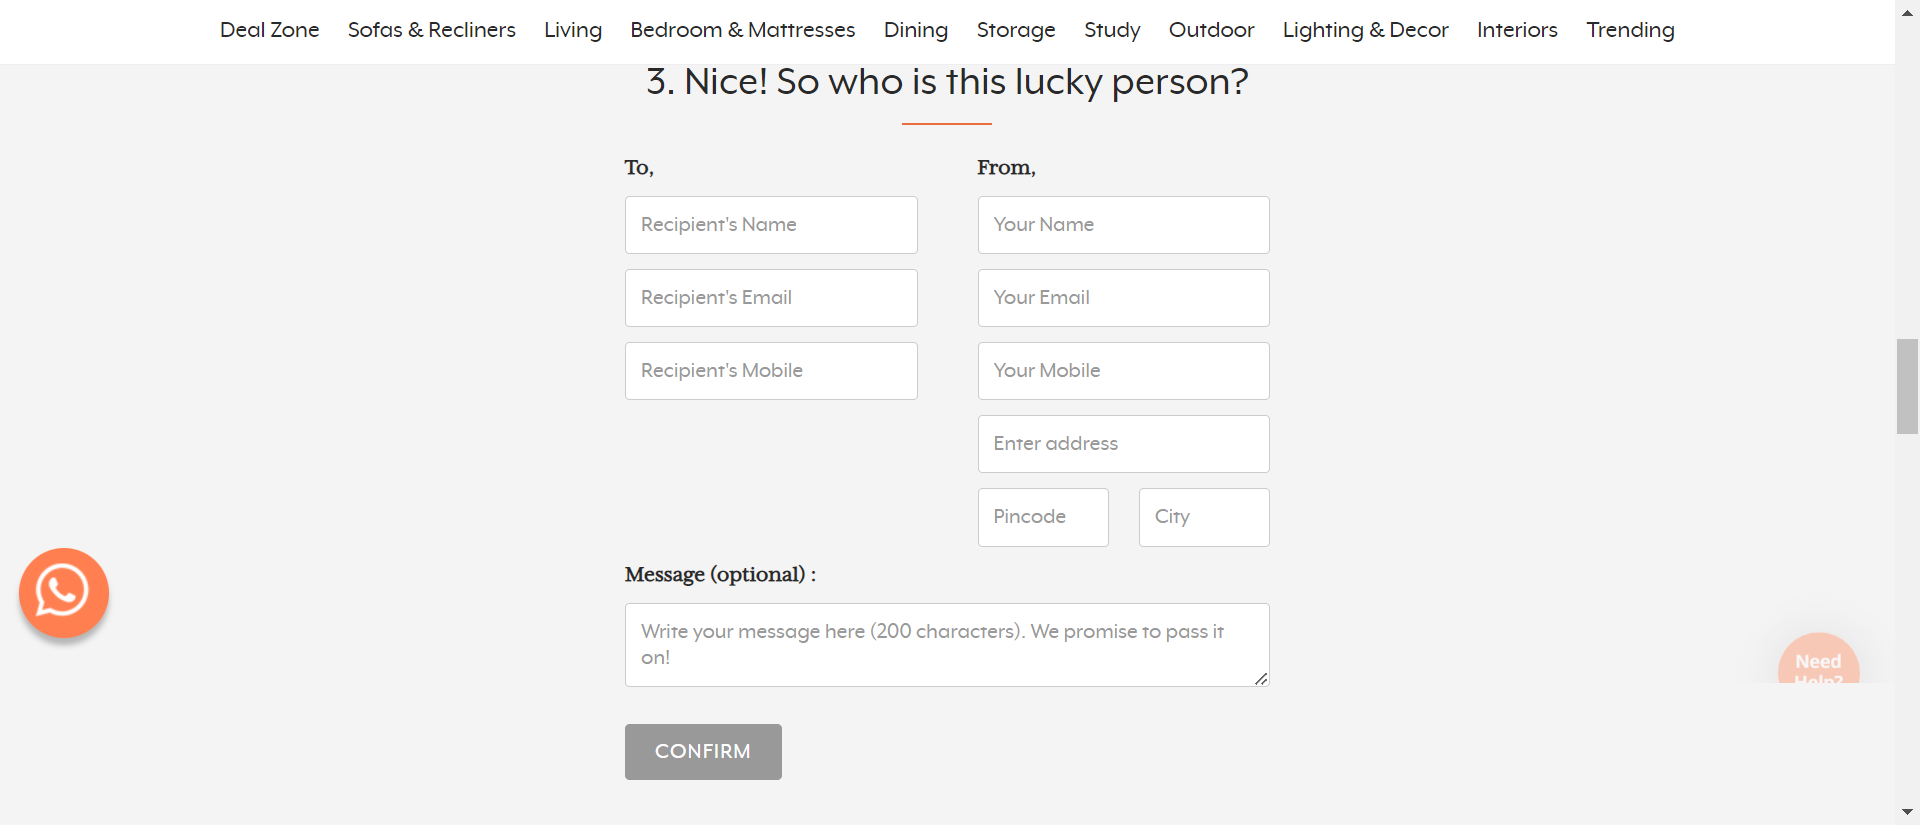 Deal Zone Sofas & Recliners Living Bedroom & Mattresses Dining Storage Study Outdoor Lighting & Decor Interiors Trending
3. Nice! So who is this lucky person?
To,
Recipient's Name
Recipient's Email
Recipient's Mobile
From,
Your Name
Your Email
Your Mobile
Enter address
Pincode City
Message (optional) :
Write your message here (200 characters). We promise to pass it
on!
CONFIRM
Need
Help?